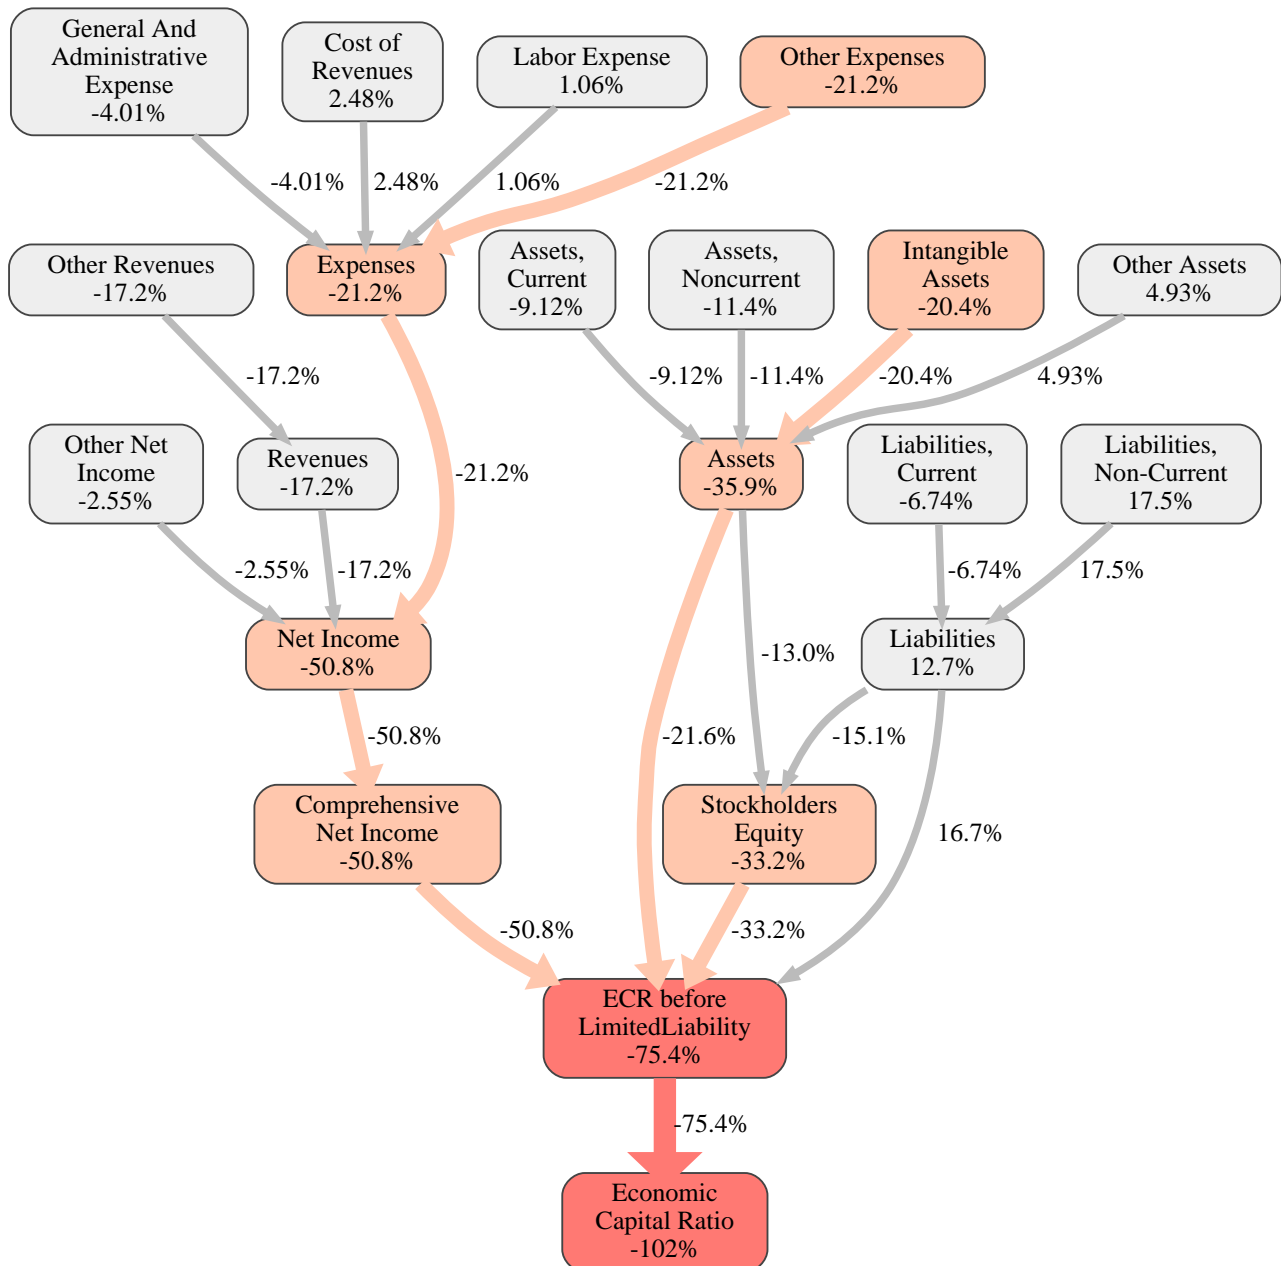 General And
Administrative
Expense
-4.01%
Cost of
Revenues
2.48%
Labor Expense
1.06%
Other Expenses
-21.2%
-4.01%
2.48%
1.06%
-21.2%
Other Revenues
-17.2%
Expenses
-21.2%
Assets,
Current
-9.12%
Assets,
Noncurrent
-11.4%
Intangible
Assets
-20.4%
Other Assets
4.93%
-17.2%
-9.12%
-11.4%
-20.4%
4.93%
Other Net
Income
-2.55%
Revenues
-17.2%
-21.2%
Assets
-35.9%
Liabilities,
Current
-6.74%
Liabilities,
Non-Current
17.5%
-2.55%
-17.2%
-6.74%
17.5%
Net Income
-50.8%
-13.0%
Liabilities
12.7%
-50.8%
-21.6%
-15.1%
Comprehensive
Net Income
-50.8%
Stockholders
Equity
-33.2%
16.7%
-50.8%
-33.2%
ECR before
LimitedLiability
-75.4%
-75.4%
Economic
Capital Ratio
-102%